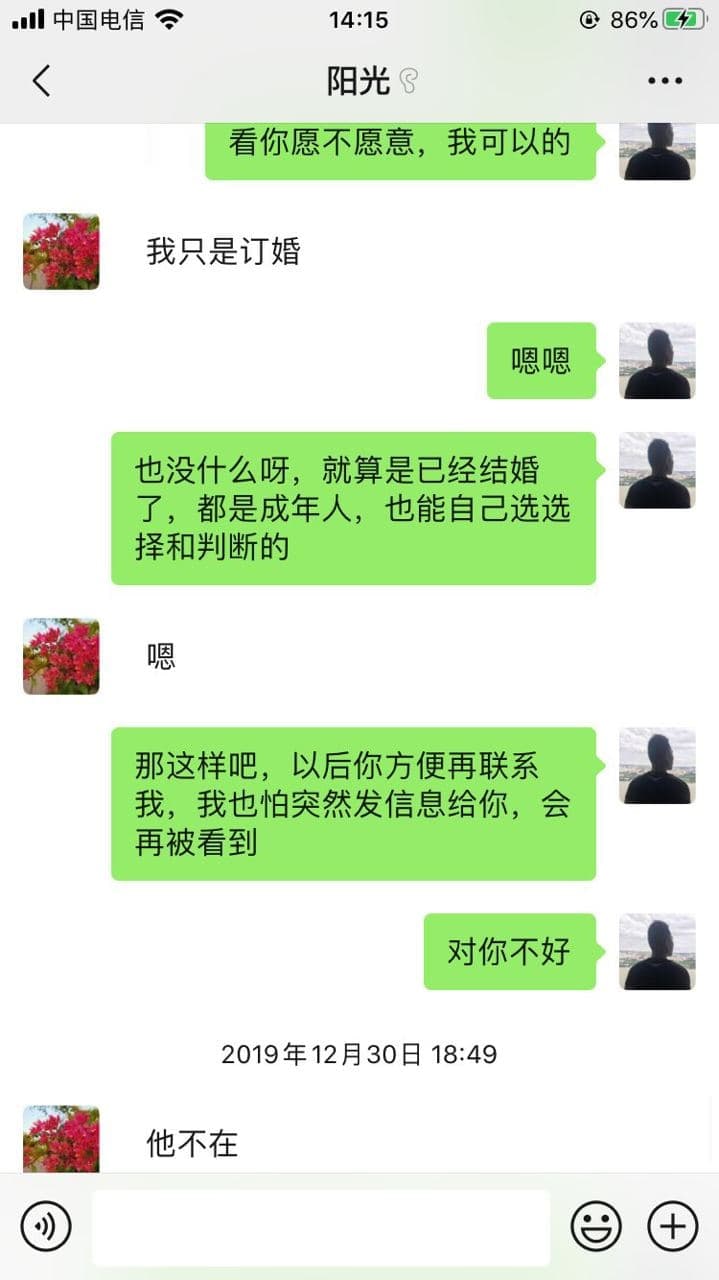 中国电信 14:15 86%
阳光
看你愿不愿意，我可以的
我只是订婚
嗯嗯
也没什么呀，就算是已经结婚
了，都是成年人，也能自己选选
择和判断的
嗯
那这样吧，以后你方便再联系
我，我也怕突然发信息给你，会
再被看到
对你不好
2019年12月30日 18:49
他不在